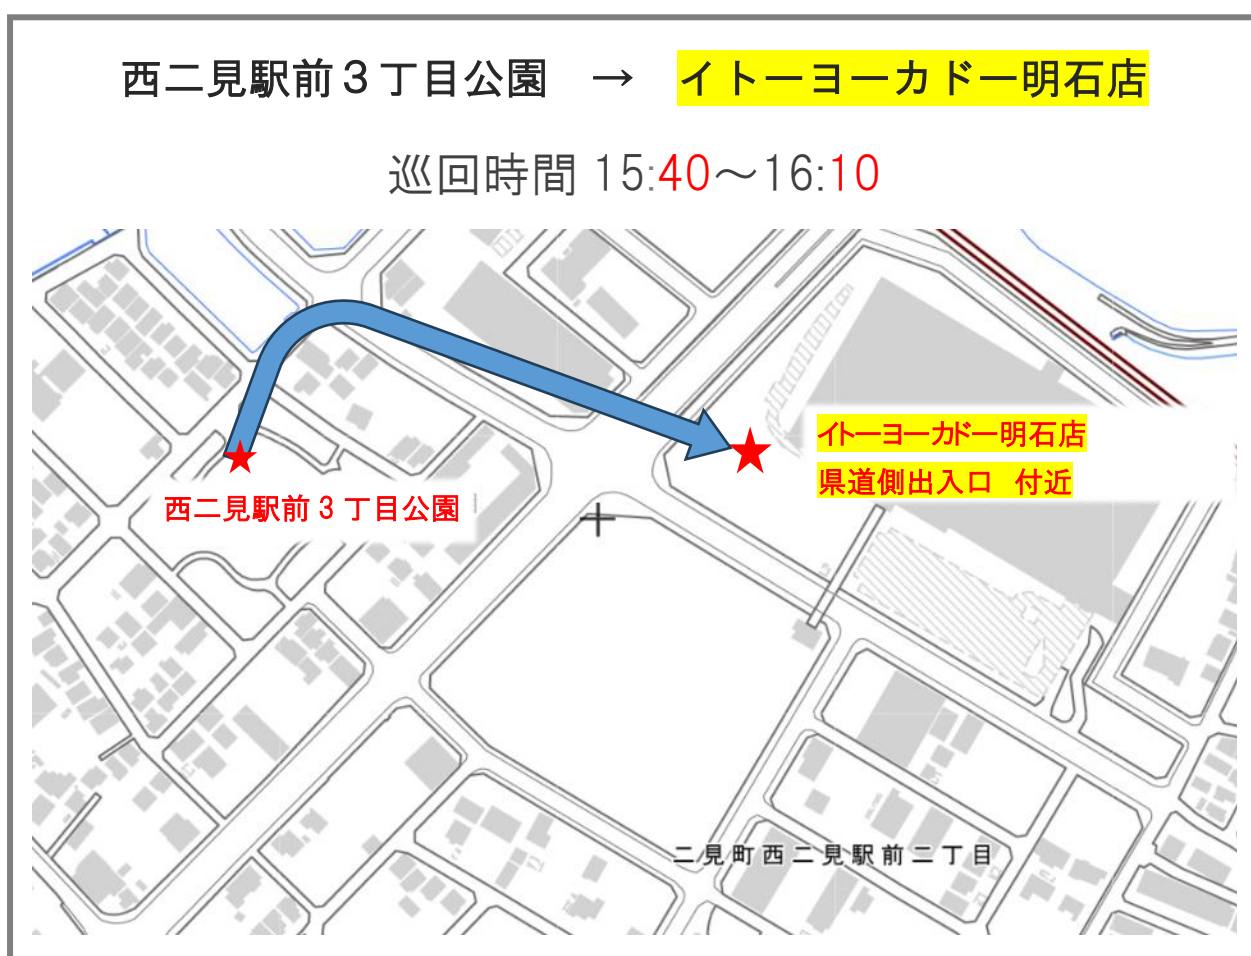 西二見駅前３丁目公園　→　イトーヨーカドー明石店
巡回時間 15:40～16:10
イトーヨーカドー明石店
県道側出入口　付近
西二見駅前３丁目公園
二見町西二見駅前二丁目